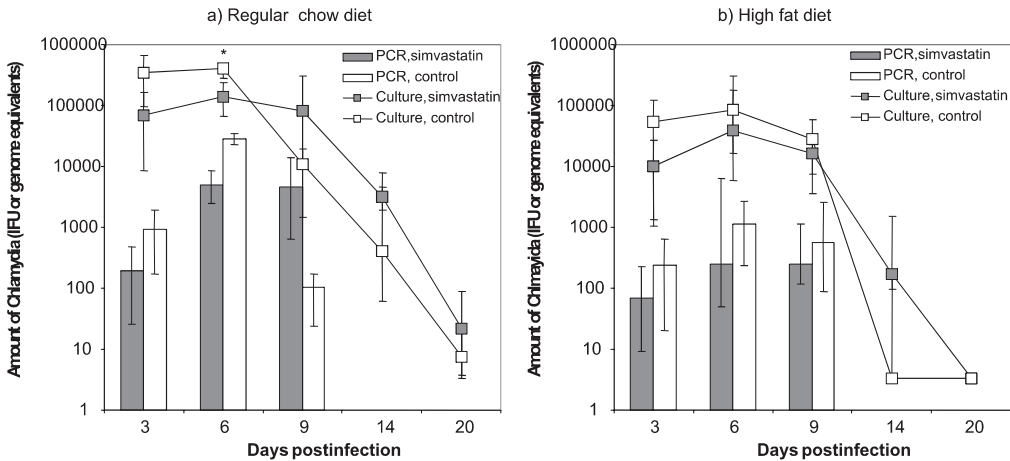 a) Regular chow diet
1000000
100000
10000
1000
100
10
1
Amount of Chlamydia (IFU or genome equivalents)
*
PCR,simvastatin
PCR, control
Culture,simvastatin
Culture, control
3 6 9 14 20
Days postinfection
b) High fat diet
1000000
100000
10000
1000
100
10
1
Amount of Chlmayida (IFU or genome equivalents)
PCR,simvastatin
PCR, control
Culture,simvastatin
Culture, control
3 6 9 14 20
Days postinfection